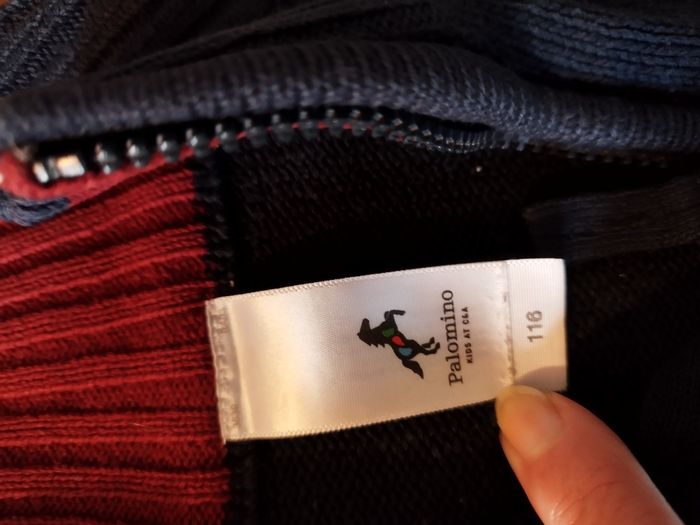 Palomino
KIDS AT C&A
116